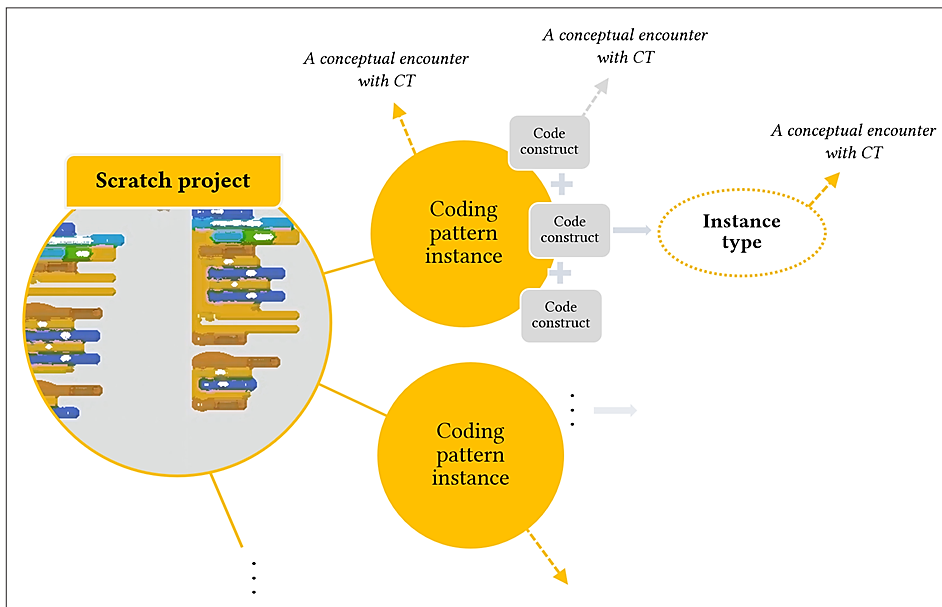 A conceptual encounter
with CT
A conceptual encounter
with CT
Code
construct
A conceptual encounter
with CT
Scratch project
Coding
pattern
instance
Code
construct
Instance
type
Code
construct
Coding
pattern
instance